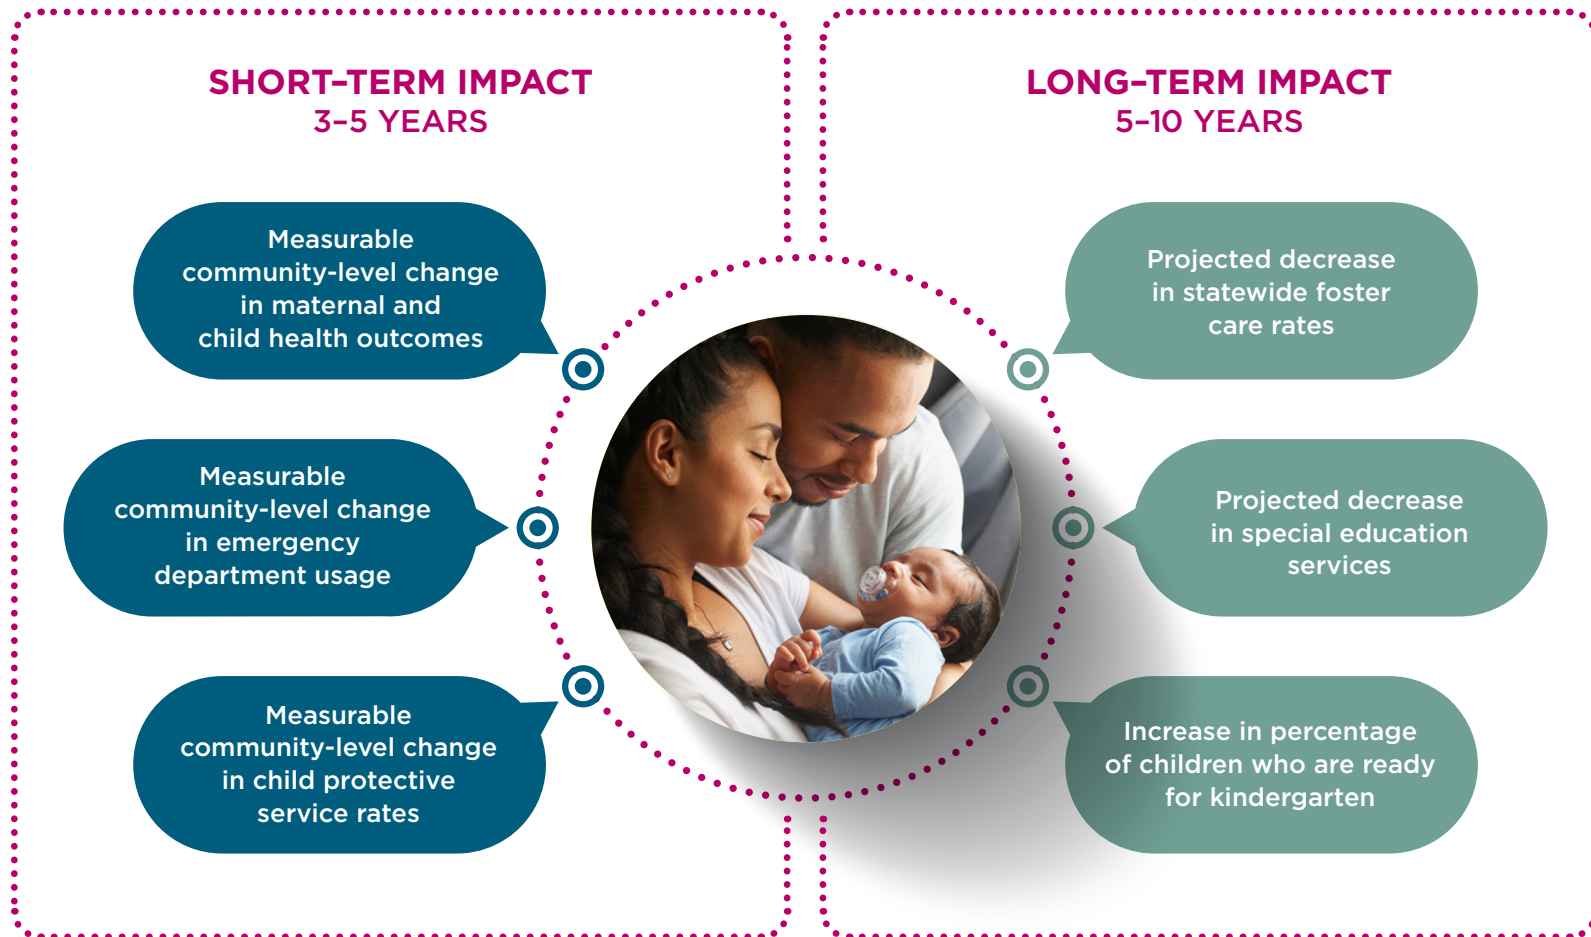 SHORT–TERM IMPACT
3–5 YEARS
Measurable
community-level change
in maternal and
child health outcomes
Measurable
community-level change
in emergency
department usage
Measurable
community-level change
in child protective
service rates
LONG–TERM IMPACT
5–10 YEARS
Projected decrease
in statewide foster
care rates
Projected decrease
in special education
services
Increase in percentage
of children who are ready
for kindergarten